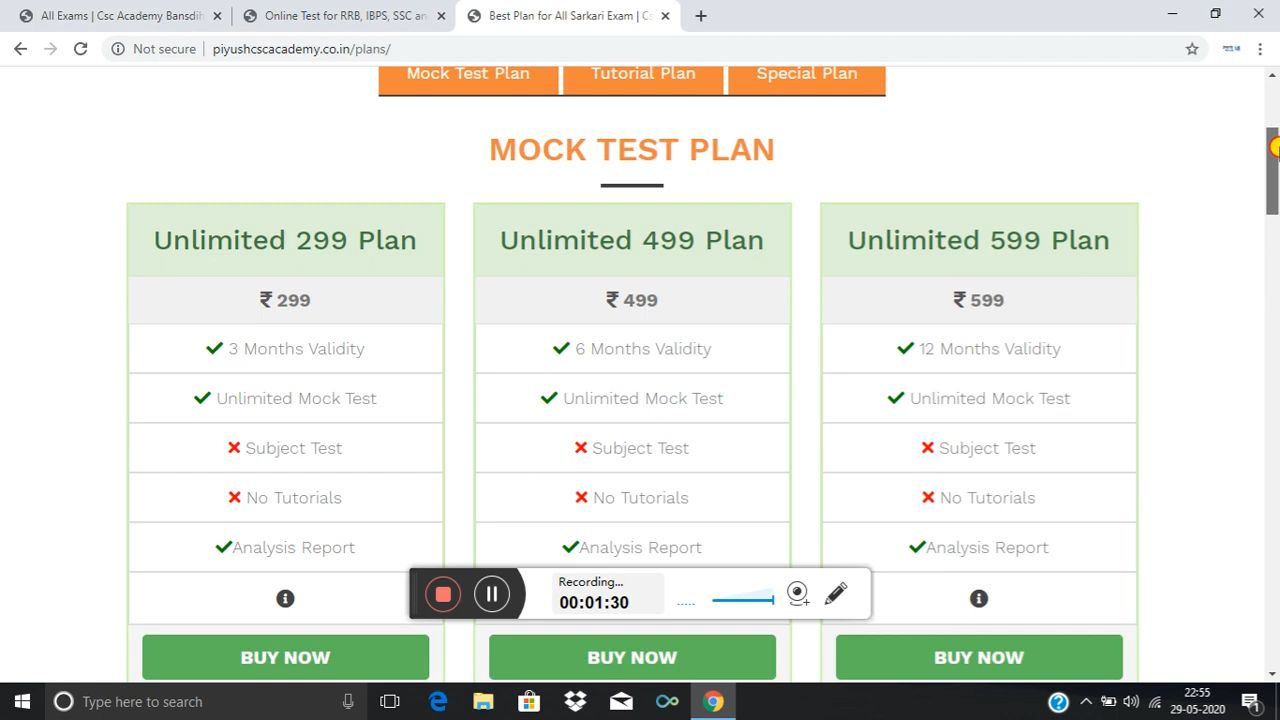 All Exams | Csc Academy Bansdih
Online Test for RRB, IBPS, SSC and
Best Plan for All Sarkari Exam | Cs
Not secure
piyushcscacademy.co.in/plans/
Mock Test Plan
Tutorial Plan
Special Plan
MOCK TEST PLAN
Unlimited 299 Plan
Unlimited 499 Plan
Unlimited 599 Plan
₹ 299
₹ 499
₹ 599
3 Months Validity
6 Months Validity
12 Months Validity
Unlimited Mock Test
Unlimited Mock Test
Unlimited Mock Test
Subject Test
Subject Test
Subject Test
No Tutorials
No Tutorials
No Tutorials
Analysis Report
Analysis Report
Analysis Report
Recording...
00:01:30
BUY NOW
BUY NOW
BUY NOW
Type here to search
22:55
29-05-2020
1